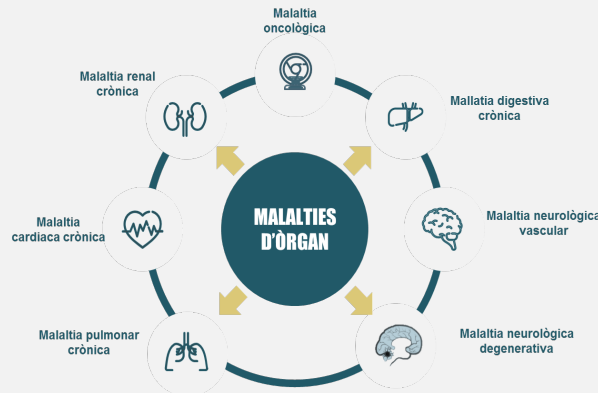 Malaltia
oncològica
Malaltia renal
crònica
Mallatia digestiva
crònica
MALALTIES
D'ÒRGAN
Malaltia
cardiaca crònica
Malaltia neurològica
vascular
Malaltia pulmonar
crònica
Malaltia neurològica
degenerativa